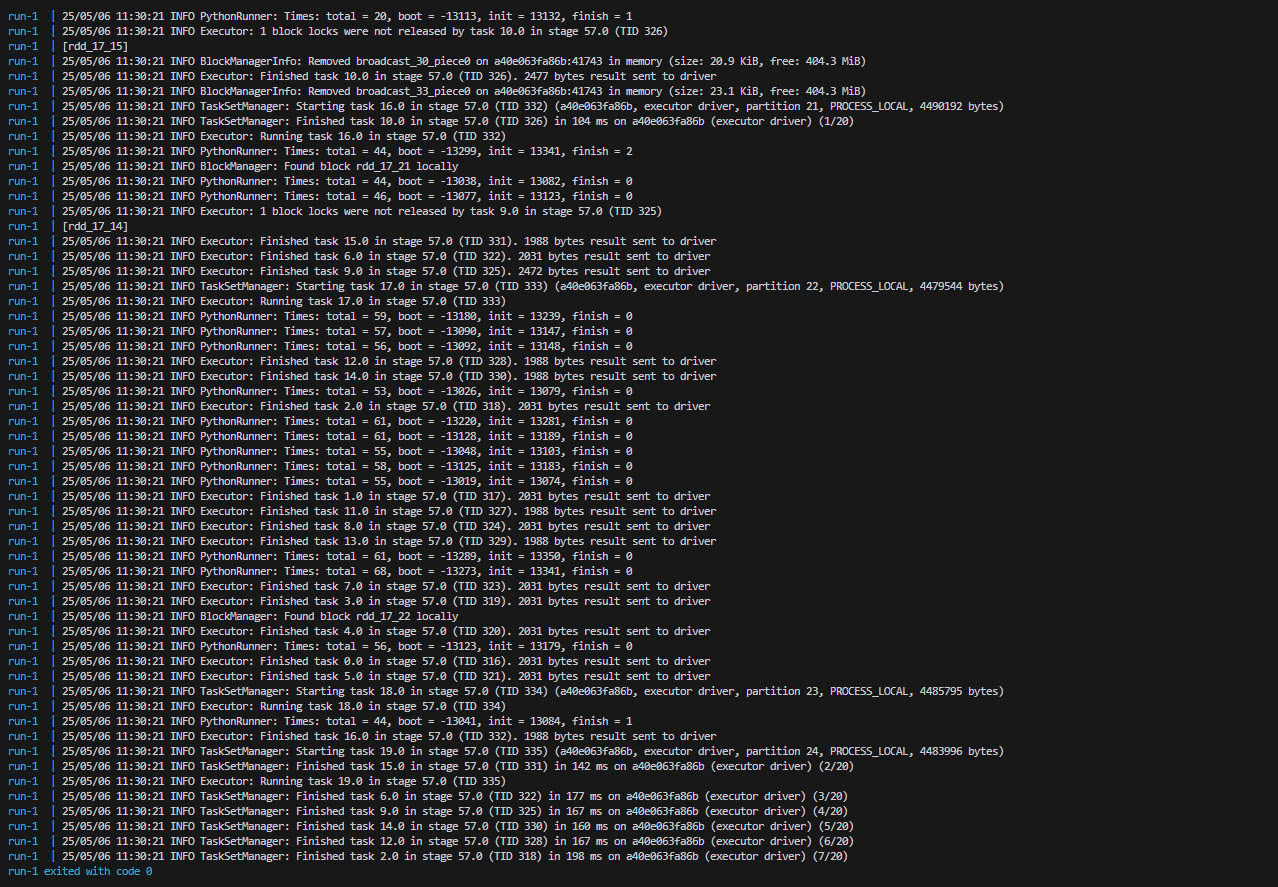 run-1  | 25/05/06 11:30:21 INFO PythonRunner: Times: total = 20, boot = -13113, init = 13132, finish = 1
run-1  | 25/05/06 11:30:21 INFO Executor: 1 block locks were not released by task 10.0 in stage 57.0 (TID 326)
run-1  | [rdd_17_15]
run-1  | 25/05/06 11:30:21 INFO BlockManagerInfo: Removed broadcast_30_piece0 on a40e063fa86b:41743 in memory (size: 20.9 KiB, free: 404.3 MiB)
run-1  | 25/05/06 11:30:21 INFO Executor: Finished task 10.0 in stage 57.0 (TID 326). 2477 bytes result sent to driver
run-1  | 25/05/06 11:30:21 INFO BlockManagerInfo: Removed broadcast_33_piece0 on a40e063fa86b:41743 in memory (size: 23.1 KiB, free: 404.3 MiB)
run-1  | 25/05/06 11:30:21 INFO TaskSetManager: Starting task 16.0 in stage 57.0 (TID 332) (a40e063fa86b, executor driver, partition 21, PROCESS_LOCAL, 4490192 bytes)
run-1  | 25/05/06 11:30:21 INFO TaskSetManager: Finished task 10.0 in stage 57.0 (TID 326) in 104 ms on a40e063fa86b (executor driver) (1/20)
run-1  | 25/05/06 11:30:21 INFO Executor: Running task 16.0 in stage 57.0 (TID 332)
run-1  | 25/05/06 11:30:21 INFO PythonRunner: Times: total = 44, boot = -13299, init = 13341, finish = 2
run-1  | 25/05/06 11:30:21 INFO BlockManager: Found block rdd_17_21 locally
run-1  | 25/05/06 11:30:21 INFO PythonRunner: Times: total = 44, boot = -13038, init = 13082, finish = 0
run-1  | 25/05/06 11:30:21 INFO PythonRunner: Times: total = 46, boot = -13077, init = 13123, finish = 0
run-1  | 25/05/06 11:30:21 INFO Executor: 1 block locks were not released by task 9.0 in stage 57.0 (TID 325)
run-1  | [rdd_17_14]
run-1  | 25/05/06 11:30:21 INFO Executor: Finished task 15.0 in stage 57.0 (TID 331). 1988 bytes result sent to driver
run-1  | 25/05/06 11:30:21 INFO Executor: Finished task 6.0 in stage 57.0 (TID 322). 2031 bytes result sent to driver
run-1  | 25/05/06 11:30:21 INFO Executor: Finished task 9.0 in stage 57.0 (TID 325). 2472 bytes result sent to driver
run-1  | 25/05/06 11:30:21 INFO TaskSetManager: Starting task 17.0 in stage 57.0 (TID 333) (a40e063fa86b, executor driver, partition 22, PROCESS_LOCAL, 4479544 bytes)
run-1  | 25/05/06 11:30:21 INFO Executor: Running task 17.0 in stage 57.0 (TID 333)
run-1  | 25/05/06 11:30:21 INFO PythonRunner: Times: total = 59, boot = -13180, init = 13239, finish = 0
run-1  | 25/05/06 11:30:21 INFO PythonRunner: Times: total = 57, boot = -13090, init = 13147, finish = 0
run-1  | 25/05/06 11:30:21 INFO PythonRunner: Times: total = 56, boot = -13092, init = 13148, finish = 0
run-1  | 25/05/06 11:30:21 INFO Executor: Finished task 12.0 in stage 57.0 (TID 328). 1988 bytes result sent to driver
run-1  | 25/05/06 11:30:21 INFO Executor: Finished task 14.0 in stage 57.0 (TID 330). 1988 bytes result sent to driver
run-1  | 25/05/06 11:30:21 INFO PythonRunner: Times: total = 53, boot = -13026, init = 13079, finish = 0
run-1  | 25/05/06 11:30:21 INFO Executor: Finished task 2.0 in stage 57.0 (TID 318). 2031 bytes result sent to driver
run-1  | 25/05/06 11:30:21 INFO PythonRunner: Times: total = 61, boot = -13220, init = 13281, finish = 0
run-1  | 25/05/06 11:30:21 INFO PythonRunner: Times: total = 61, boot = -13128, init = 13189, finish = 0
run-1  | 25/05/06 11:30:21 INFO PythonRunner: Times: total = 55, boot = -13048, init = 13103, finish = 0
run-1  | 25/05/06 11:30:21 INFO PythonRunner: Times: total = 58, boot = -13125, init = 13183, finish = 0
run-1  | 25/05/06 11:30:21 INFO PythonRunner: Times: total = 55, boot = -13019, init = 13074, finish = 0
run-1  | 25/05/06 11:30:21 INFO Executor: Finished task 1.0 in stage 57.0 (TID 317). 2031 bytes result sent to driver
run-1  | 25/05/06 11:30:21 INFO Executor: Finished task 11.0 in stage 57.0 (TID 327). 1988 bytes result sent to driver
run-1  | 25/05/06 11:30:21 INFO Executor: Finished task 8.0 in stage 57.0 (TID 324). 2031 bytes result sent to driver
run-1  | 25/05/06 11:30:21 INFO Executor: Finished task 13.0 in stage 57.0 (TID 329). 1988 bytes result sent to driver
run-1  | 25/05/06 11:30:21 INFO PythonRunner: Times: total = 61, boot = -13289, init = 13350, finish = 0
run-1  | 25/05/06 11:30:21 INFO PythonRunner: Times: total = 68, boot = -13273, init = 13341, finish = 0
run-1  | 25/05/06 11:30:21 INFO Executor: Finished task 7.0 in stage 57.0 (TID 323). 2031 bytes result sent to driver
run-1  | 25/05/06 11:30:21 INFO Executor: Finished task 3.0 in stage 57.0 (TID 319). 2031 bytes result sent to driver
run-1  | 25/05/06 11:30:21 INFO BlockManager: Found block rdd_17_22 locally
run-1  | 25/05/06 11:30:21 INFO Executor: Finished task 4.0 in stage 57.0 (TID 320). 2031 bytes result sent to driver
run-1  | 25/05/06 11:30:21 INFO PythonRunner: Times: total = 56, boot = -13123, init = 13179, finish = 0
run-1  | 25/05/06 11:30:21 INFO Executor: Finished task 0.0 in stage 57.0 (TID 316). 2031 bytes result sent to driver
run-1  | 25/05/06 11:30:21 INFO Executor: Finished task 5.0 in stage 57.0 (TID 321). 2031 bytes result sent to driver
run-1  | 25/05/06 11:30:21 INFO TaskSetManager: Starting task 18.0 in stage 57.0 (TID 334) (a40e063fa86b, executor driver, partition 23, PROCESS_LOCAL, 4485795 bytes)
run-1  | 25/05/06 11:30:21 INFO Executor: Running task 18.0 in stage 57.0 (TID 334)
run-1  | 25/05/06 11:30:21 INFO PythonRunner: Times: total = 44, boot = -13041, init = 13084, finish = 1
run-1  | 25/05/06 11:30:21 INFO Executor: Finished task 16.0 in stage 57.0 (TID 332). 1988 bytes result sent to driver
run-1  | 25/05/06 11:30:21 INFO TaskSetManager: Starting task 19.0 in stage 57.0 (TID 335) (a40e063fa86b, executor driver, partition 24, PROCESS_LOCAL, 4483996 bytes)
run-1  | 25/05/06 11:30:21 INFO TaskSetManager: Finished task 15.0 in stage 57.0 (TID 331) in 142 ms on a40e063fa86b (executor driver) (2/20)
run-1  | 25/05/06 11:30:21 INFO Executor: Running task 19.0 in stage 57.0 (TID 335)
run-1  | 25/05/06 11:30:21 INFO TaskSetManager: Finished task 6.0 in stage 57.0 (TID 322) in 177 ms on a40e063fa86b (executor driver) (3/20)
run-1  | 25/05/06 11:30:21 INFO TaskSetManager: Finished task 9.0 in stage 57.0 (TID 325) in 167 ms on a40e063fa86b (executor driver) (4/20)
run-1  | 25/05/06 11:30:21 INFO TaskSetManager: Finished task 14.0 in stage 57.0 (TID 330) in 160 ms on a40e063fa86b (executor driver) (5/20)
run-1  | 25/05/06 11:30:21 INFO TaskSetManager: Finished task 12.0 in stage 57.0 (TID 328) in 167 ms on a40e063fa86b (executor driver) (6/20)
run-1  | 25/05/06 11:30:21 INFO TaskSetManager: Finished task 2.0 in stage 57.0 (TID 318) in 198 ms on a40e063fa86b (executor driver) (7/20)
run-1 exited with code 0